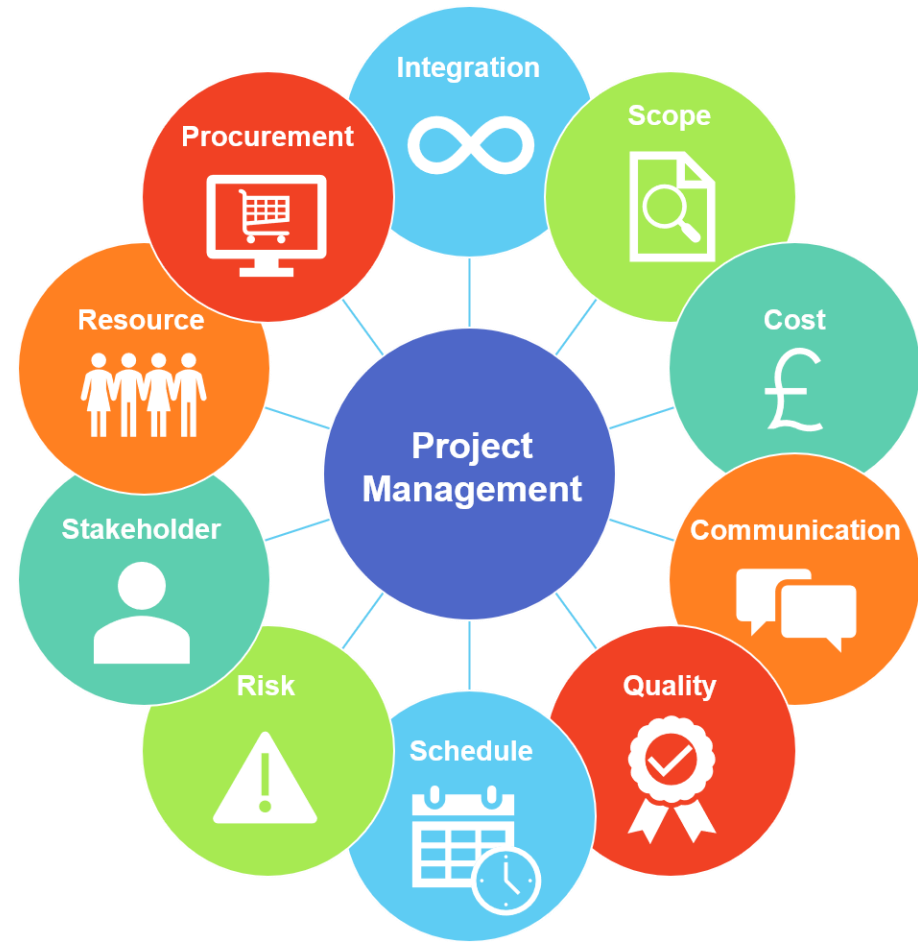 Integration
Scope
Cost
£
Communication
Quality
Schedule
Risk
Stakeholder
Resource
Procurement
Project
Management